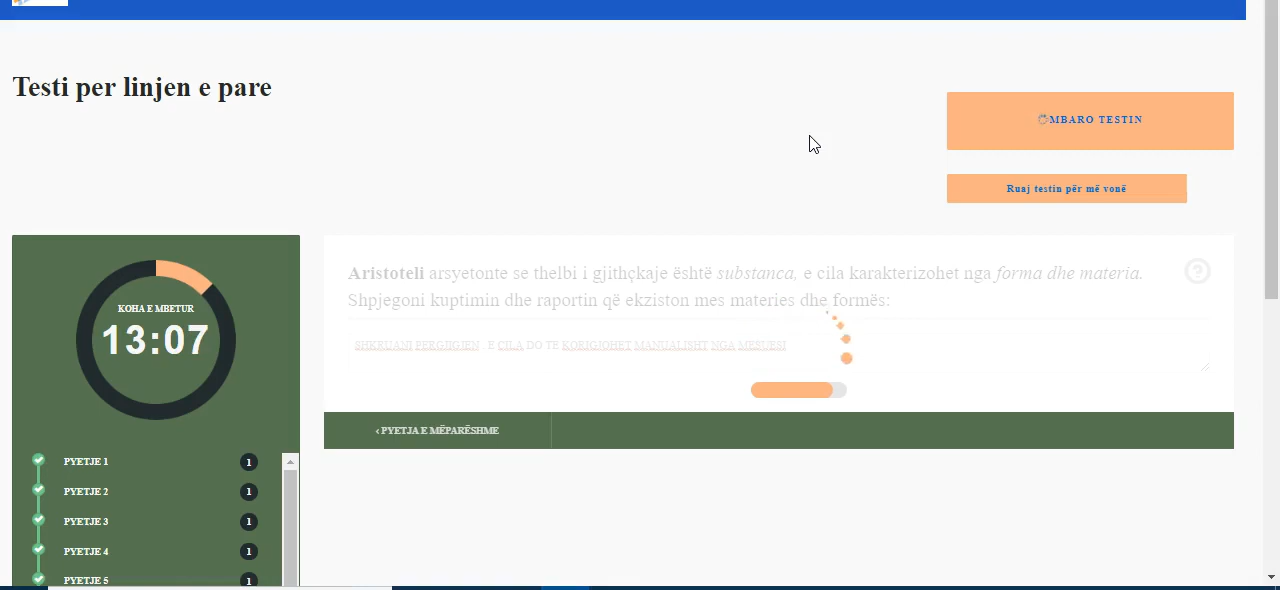 Testi per linjen e pare
MBARO TESTIN
Ruaj testin për më vonë
KOHA E MBETUR
13:07
PYETJE 1 1
PYETJE 2 1
PYETJE 3 1
PYETJE 4 1
PYETJE 5 1
Aristoteli arsyetonte se thelbi i gjithçkaje është substanca, e cila karakterizohet nga forma dhe materia.
Shpjegoni kuptimin dhe raportin që ekziston mes materies dhe formës:
SHKRUANI PERGJIGJEN . E CILA DO TE KORIGJOHET MANUALISHT NGA MESUESI
‹ PYETJA E MËPARËSHME